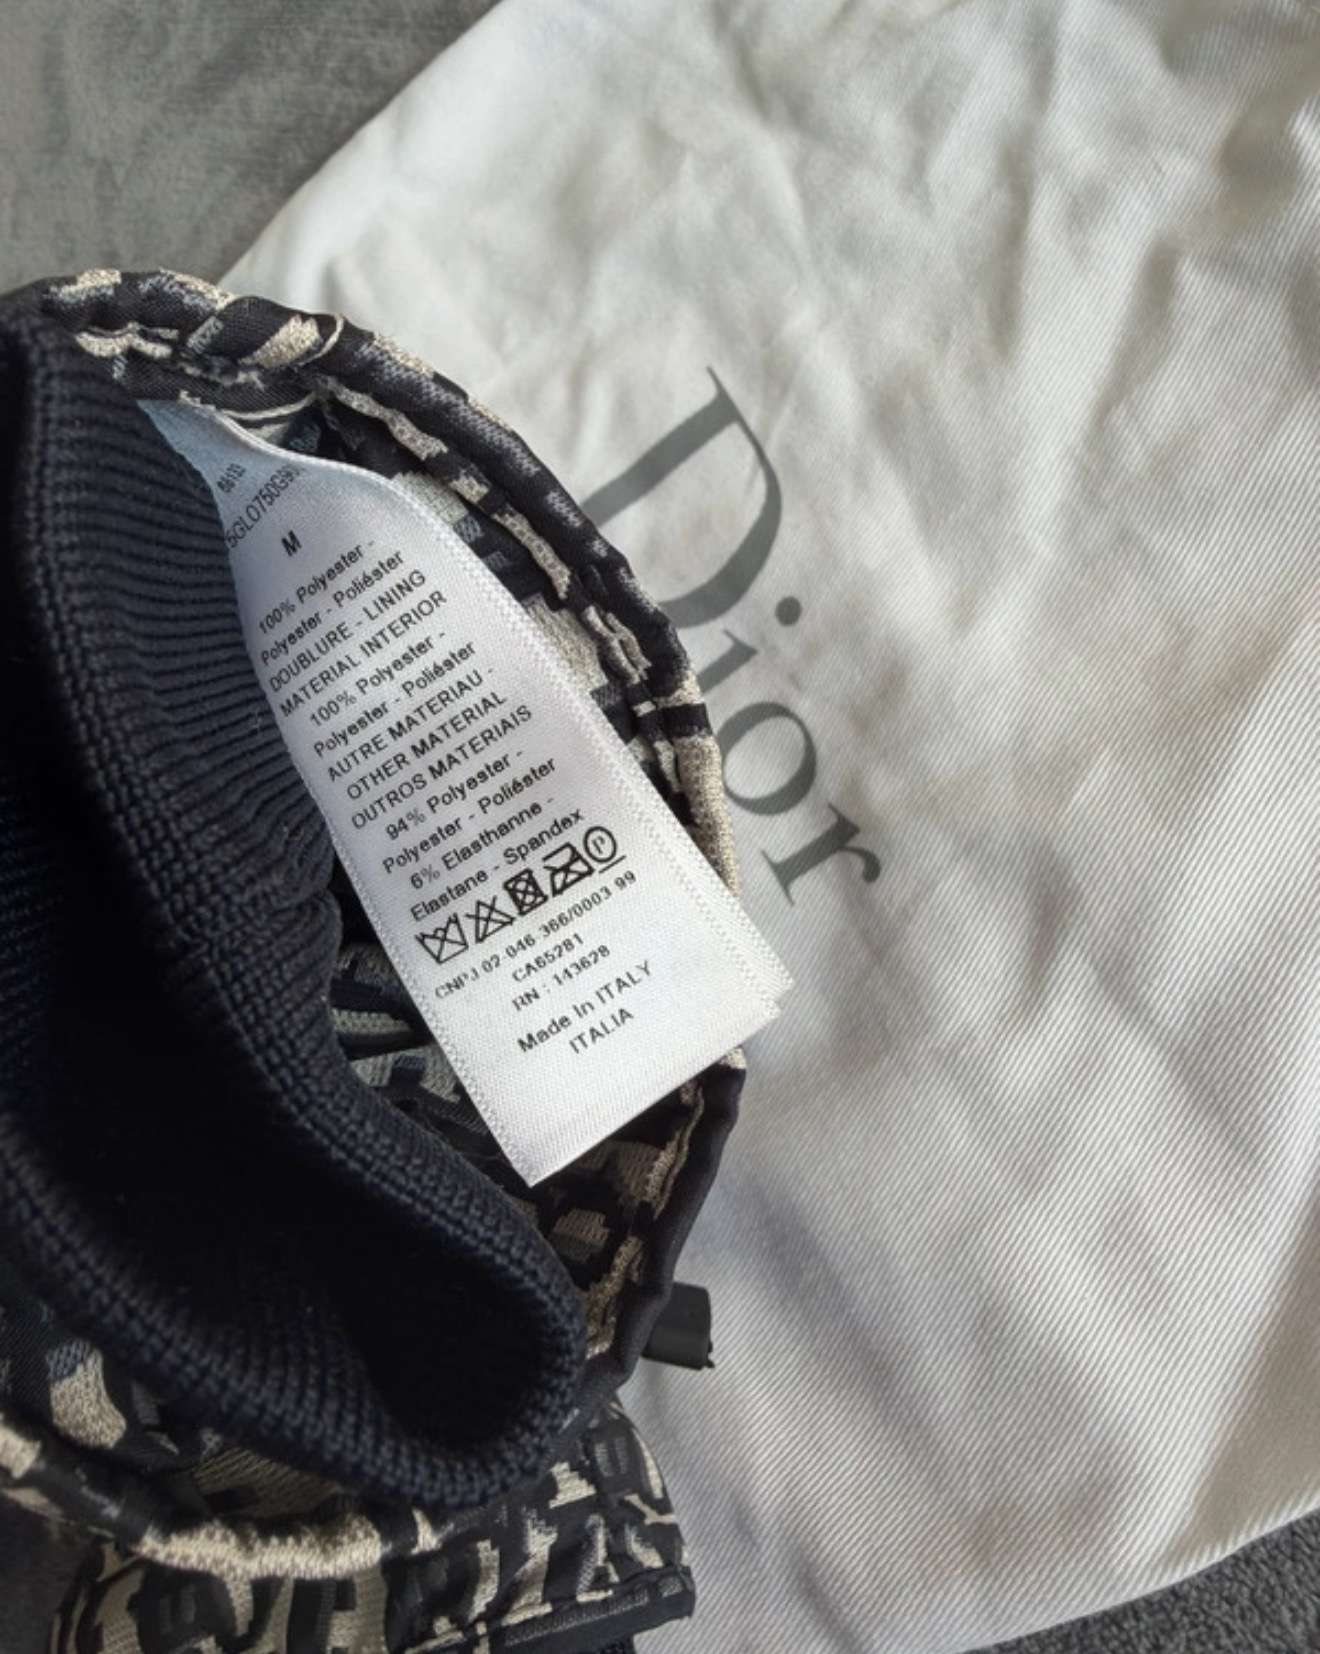 M
100% Polyester -
Polyester - Poliéster
DOUBLURE - LINING
MATERIAL INTERIOR
100% Polyester -
Polyester - Poliéster
AUTRE MATERIAU -
OTHER MATERIAL
OUTROS MATERIAIS
94% Polyester -
Polyester - Poliéster
6% Elasthanne -
Elastane - Spandex
P
CNPJ 02 046 366/0003 99
CA65281
RN : 143628
Made In ITALY
ITALIA
Dior